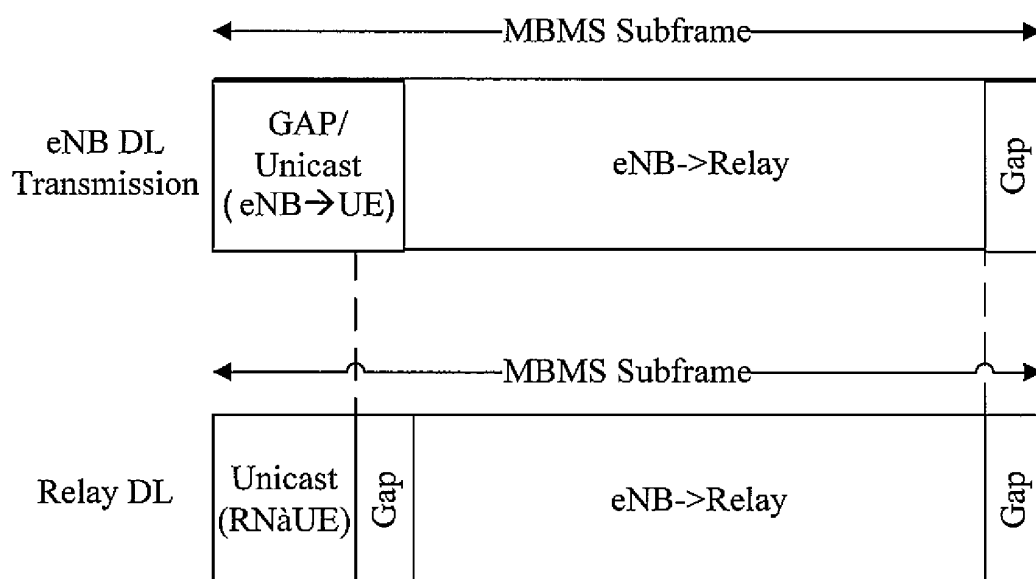 MBMS Subframe
eNB DL
Transmission
GAP/
Unicast
( eNB→UE)
eNB->Relay
Gap
MBMS Subframe
Relay DL
Unicast
(RNàUE)
Gap
eNB->Relay
Gap